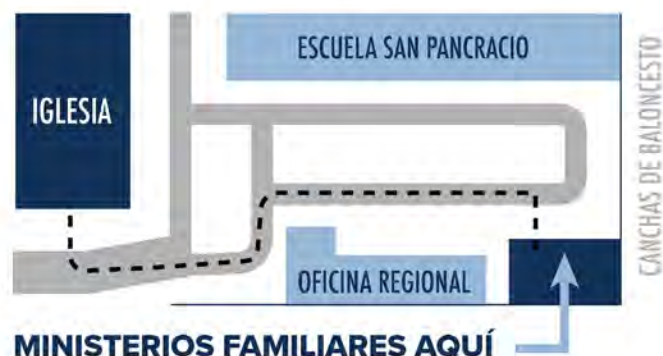 ESCUELA SAN PANCRACIO
IGLESIA
CANCHAS DE BALONCESTO
OFICINA REGIONAL
MINISTERIOS FAMILIARES AQUÍ